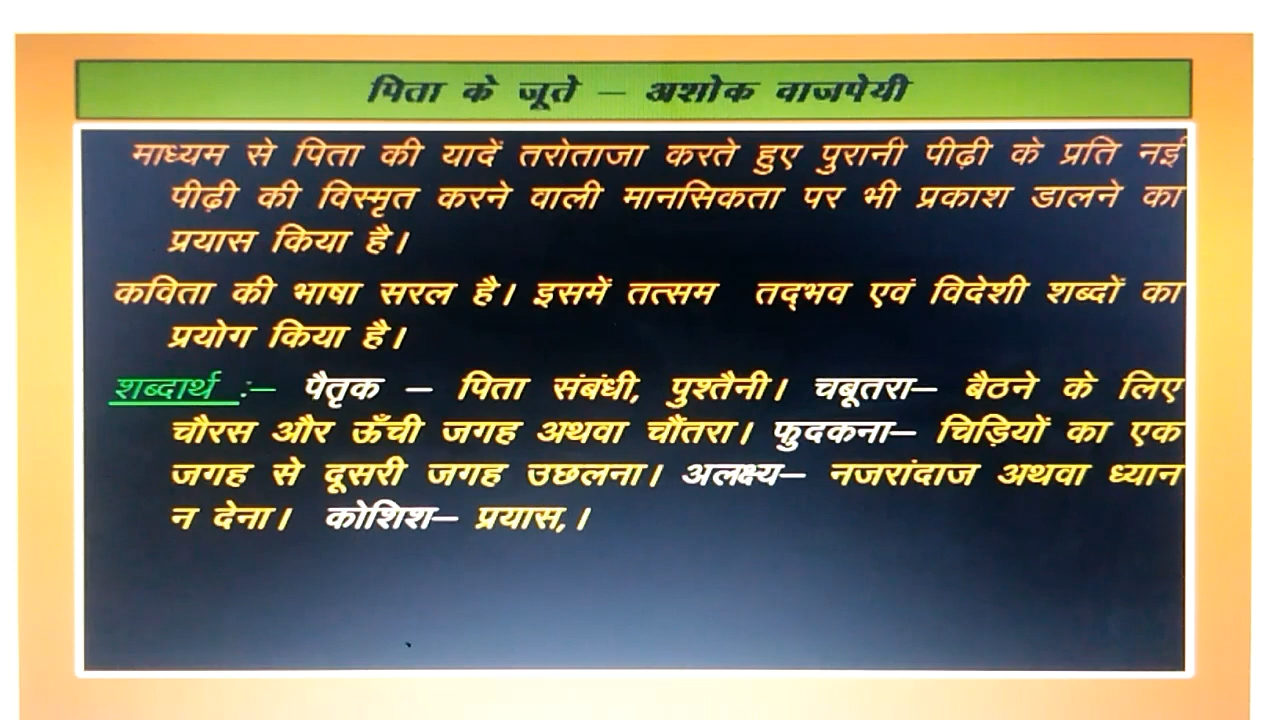 पिता के जूते – अशोक वाजपेयी
माध्यम से पिता की यादें तरोताजा करते हुए पुरानी पीढ़ी के प्रति नई
पीढ़ी की विस्मृत करने वाली मानसिकता पर भी प्रकाश डालने का
प्रयास किया है।
कविता की भाषा सरल है। इसमें तत्सम तद्भव एवं विदेशी शब्दों का
प्रयोग किया है।
शब्दार्थ :– पैतृक – पिता संबंधी, पुश्तैनी। चबूतरा– बैठने के लिए
चौरस और ऊँची जगह अथवा चौंतरा। फुदकना– चिड़ियों का एक
जगह से दूसरी जगह उछलना। अलक्ष्य– नजरांदाज अथवा ध्यान
न देना। कोशिश– प्रयास,।